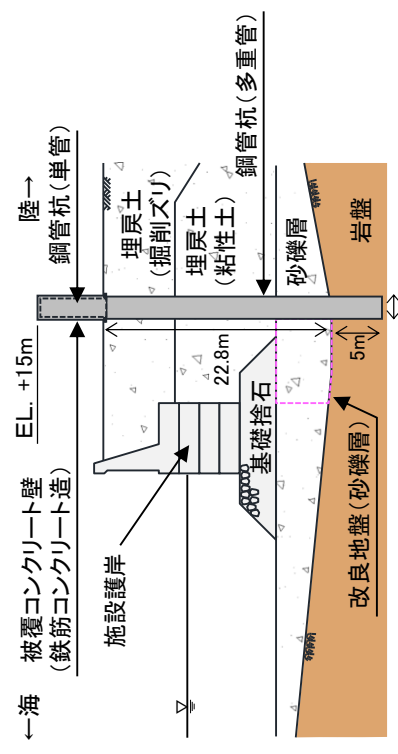 ←海
陸→
被覆コンクリート壁
(鉄筋コンクリート造)
EL. +15m
鋼管杭(単管)
施設護岸
埋戻土
(掘削ズリ)
埋戻土
(粘性土)
22.8m
鋼管杭(多重管)
基礎捨石
砂礫層
5m
岩盤
改良地盤(砂礫層)